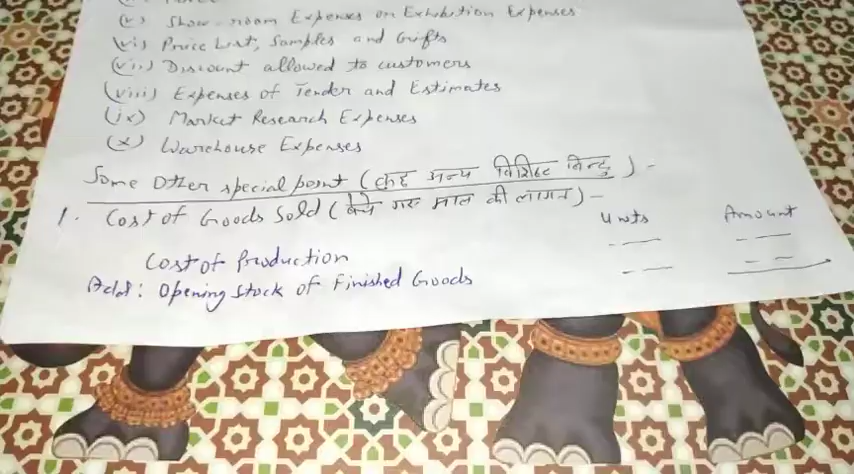 (v) Show-room Expenses or Exhibition Expenses
(vi) Price List, Samples and Gifts
(vii) Discount allowed to customers
(viii) Expenses of Tender and Estimates
(ix) Market Research Expenses
(x) Warehouse Expenses
Some Other special point (कुछ अन्य विशिष्ट बिन्दु) -
1. Cost of Goods Sold (बेचे गए माल की लागत) -
Units Amount
Cost of Production
Add: Opening Stock of Finished Goods